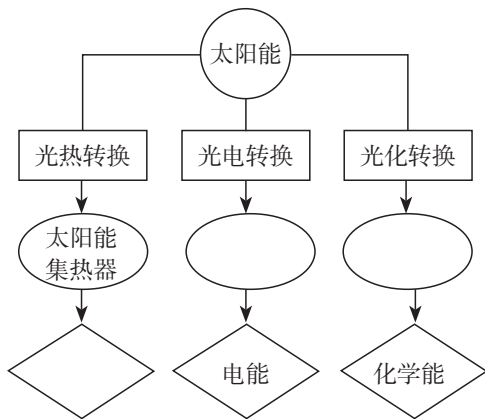 太阳能
光热转换
光电转换
光化转换
太阳能
集热器
电能
化学能